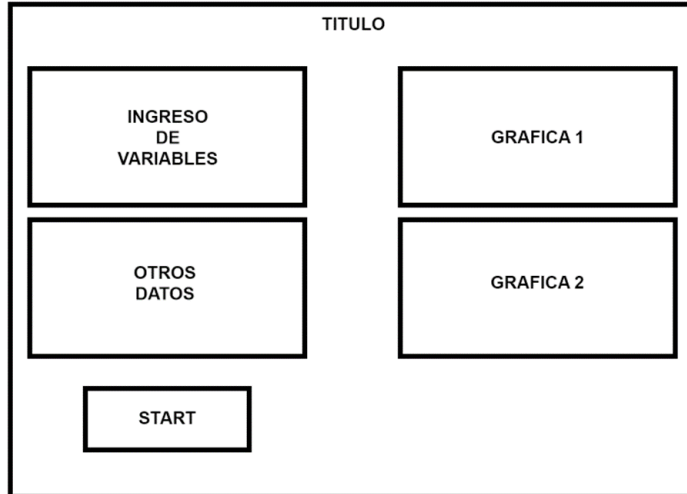 TITULO
INGRESO
DE
VARIABLES
GRAFICA 1
OTROS
DATOS
GRAFICA 2
START